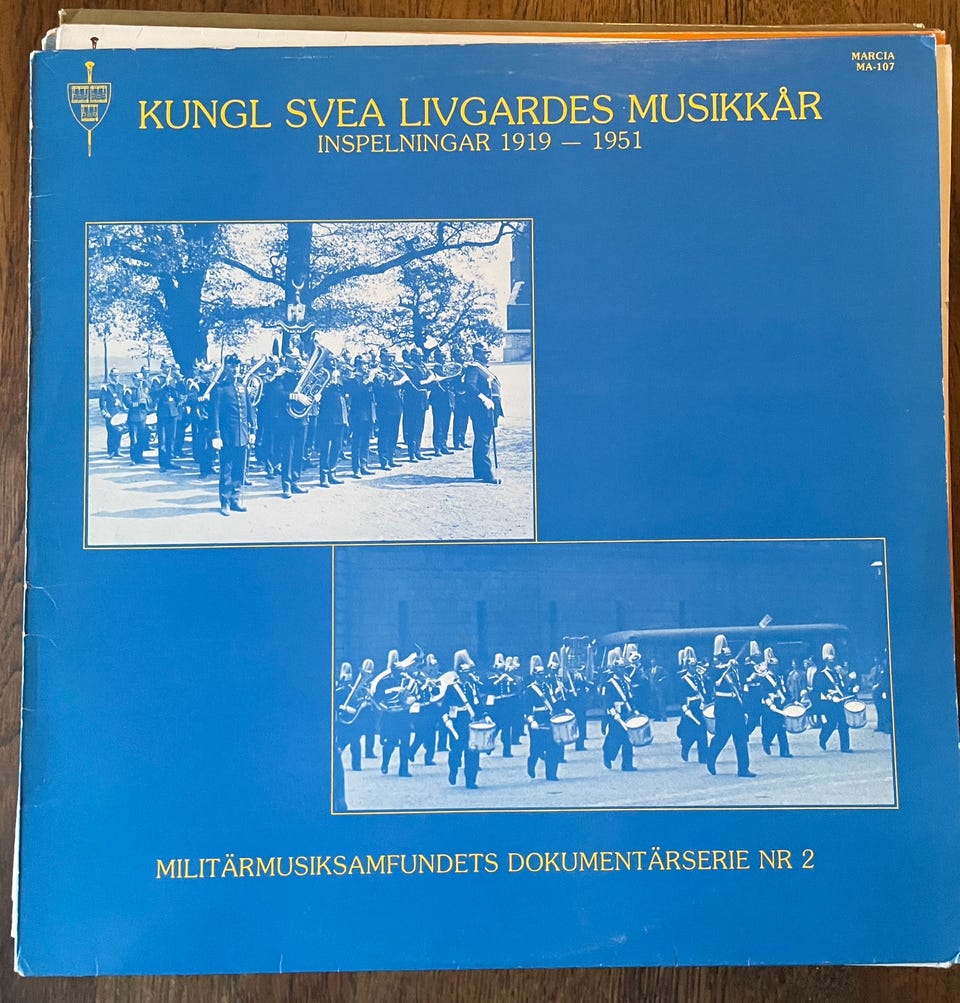 MARCIA
MA-107
KUNGL SVEA LIVGARDES MUSIKKÅR
INSPELNINGAR 1919 — 1951
MILITÄRMUSIKSAMFUNDETS DOKUMENTÄRSERIE NR 2